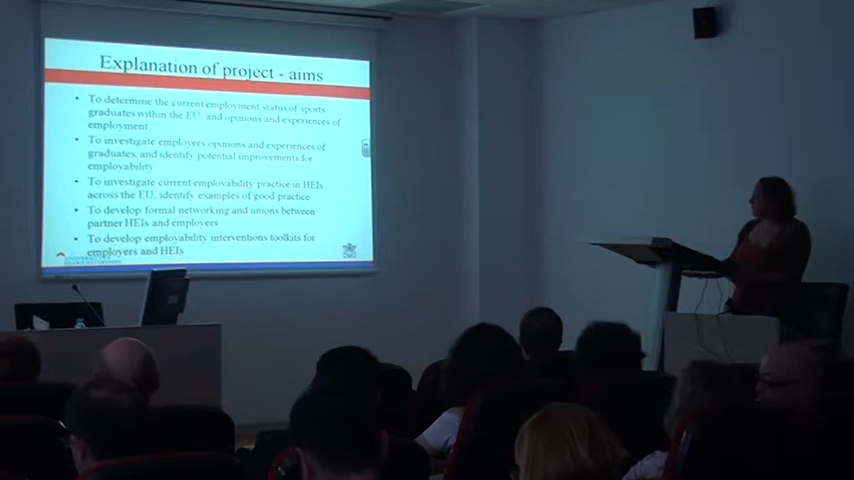 Explanation of project - aims
• To determine the current employment status of sports
graduates within the EU, and opinions and experiences of
employment
• To investigate employers opinions and experiences of
graduates, and identify potential improvements for
employability
• To investigate current employability practice in HEIs
across the EU, identify examples of good practice
• To develop formal networking and unions between
partner HEIs and employers
• To develop employability interventions toolkits for
employers and HEIs